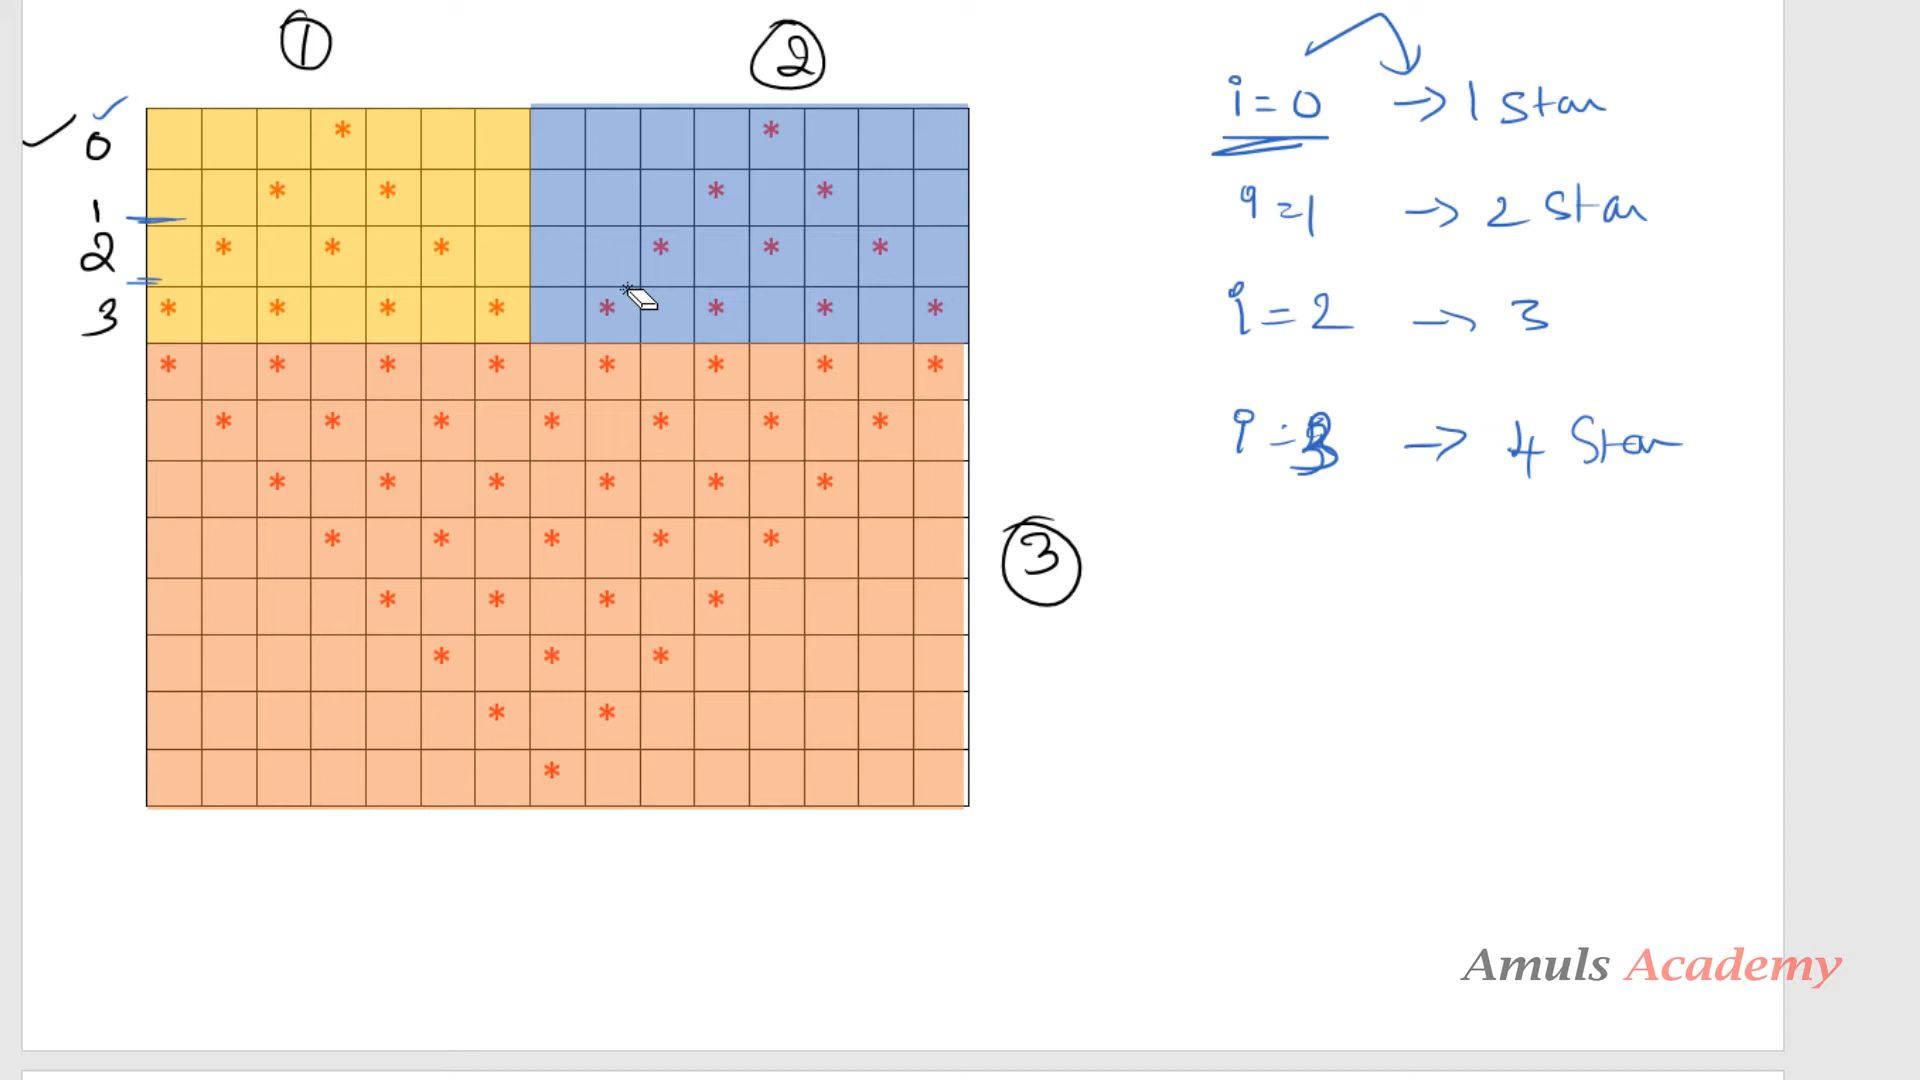 1 2
0 * * i=0 → 1 Star
1 * * * * i=1 → 2 Star
2 * * * * * *
3 * * * * * * * * i=2 → 3
* * * * * * * *
* * * * * * * i=3 → 4 Star
* * * * * *
* * * * * 3
* * * *
* * *
* *
*
Amuls Academy